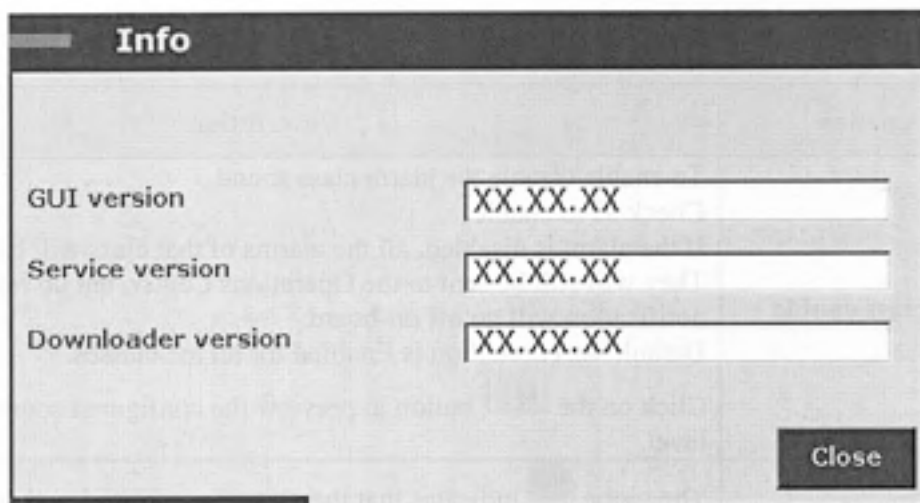 Info
GUI version XX.XX.XX
Service version XX.XX.XX
Downloader version XX.XX.XX
Close